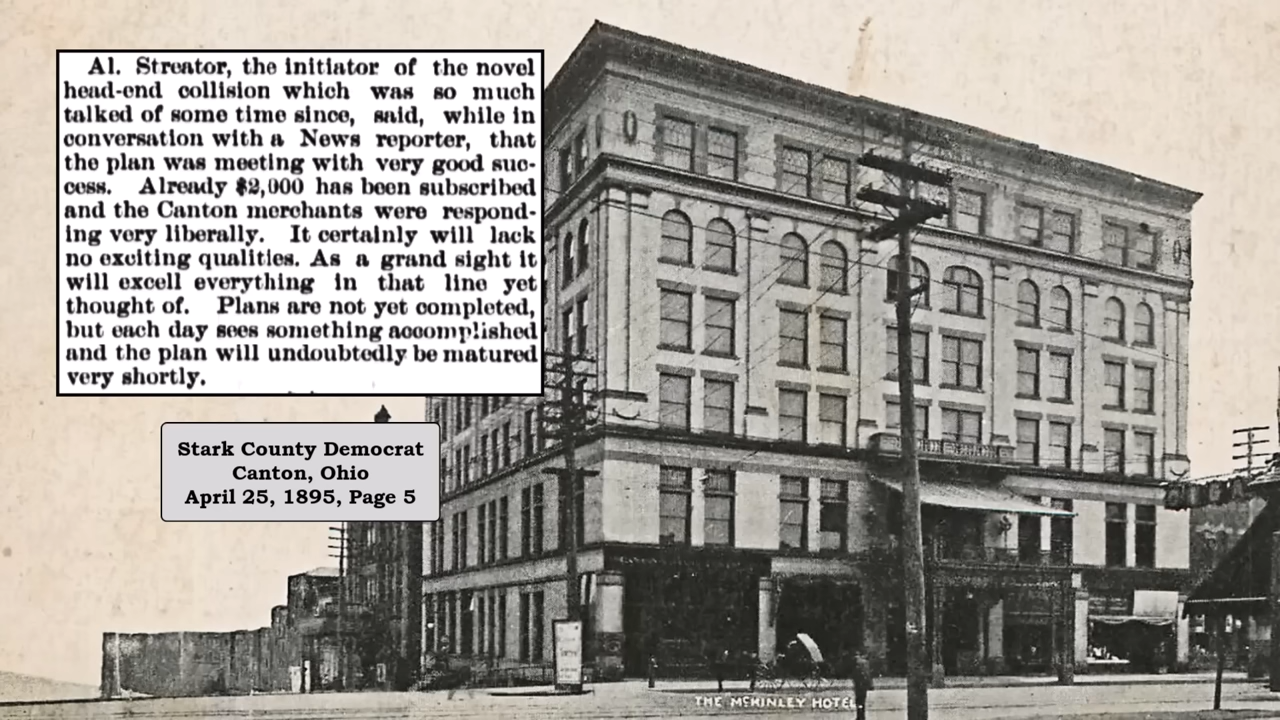 Al. Streator, the initiator of the novel
head-end collision which was so much
talked of some time since, said, while in
conversation with a News reporter, that
the plan was meeting with very good suc-
cess. Already $2,000 has been subscribed
and the Canton merchants were respond-
ing very liberally. It certainly will lack
no exciting qualities. As a grand sight it
will excell everything in that line yet
thought of. Plans are not yet completed,
but each day sees something accomplished
and the plan will undoubtedly be matured
very shortly.
Stark County Democrat
Canton, Ohio
April 25, 1895, Page 5
THE McKINLEY HOTEL.